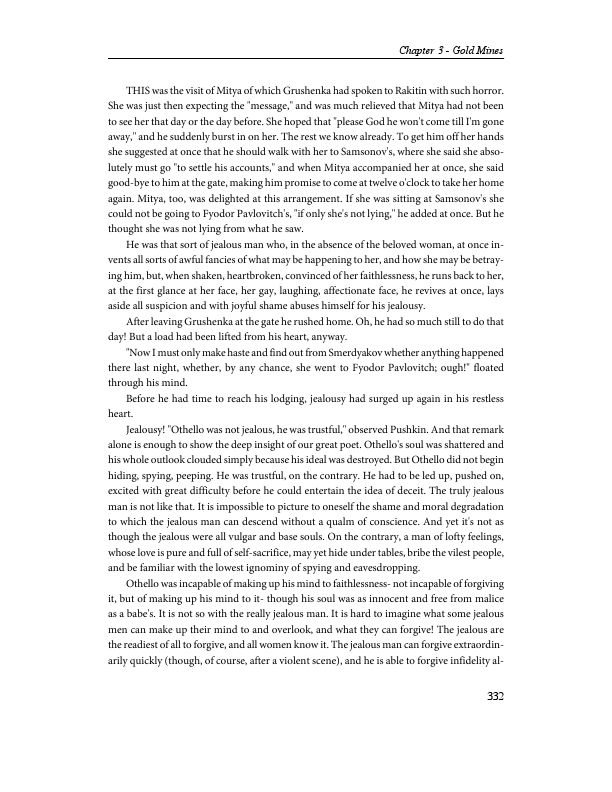 Chapter 3 - Gold Mines
THIS was the visit of Mitya of which Grushenka had spoken to Rakitin with such horror.
She was just then expecting the "message," and was much relieved that Mitya had not been
to see her that day or the day before. She hoped that "please God he won't come till I'm gone
away," and he suddenly burst in on her. The rest we know already. To get him off her hands
she suggested at once that he should walk with her to Samsonov's, where she said she abso-
lutely must go "to settle his accounts," and when Mitya accompanied her at once, she said
good-bye to him at the gate, making him promise to come at twelve o'clock to take her home
again. Mitya, too, was delighted at this arrangement. If she was sitting at Samsonov's she
could not be going to Fyodor Pavlovitch's, "if only she's not lying," he added at once. But he
thought she was not lying from what he saw.
He was that sort of jealous man who, in the absence of the beloved woman, at once in-
vents all sorts of awful fancies of what may be happening to her, and how she may be betray-
ing him, but, when shaken, heartbroken, convinced of her faithlessness, he runs back to her,
at the first glance at her face, her gay, laughing, affectionate face, he revives at once, lays
aside all suspicion and with joyful shame abuses himself for his jealousy.
After leaving Grushenka at the gate he rushed home. Oh, he had so much still to do that
day! But a load had been lifted from his heart, anyway.
"Now I must only make haste and find out from Smerdyakov whether anything happened
there last night, whether, by any chance, she went to Fyodor Pavlovitch; ough!" floated
through his mind.
Before he had time to reach his lodging, jealousy had surged up again in his restless
heart.
Jealousy! "Othello was not jealous, he was trustful," observed Pushkin. And that remark
alone is enough to show the deep insight of our great poet. Othello's soul was shattered and
his whole outlook clouded simply because his ideal was destroyed. But Othello did not begin
hiding, spying, peeping. He was trustful, on the contrary. He had to be led up, pushed on,
excited with great difficulty before he could entertain the idea of deceit. The truly jealous
man is not like that. It is impossible to picture to oneself the shame and moral degradation
to which the jealous man can descend without a qualm of conscience. And yet it's not as
though the jealous were all vulgar and base souls. On the contrary, a man of lofty feelings,
whose love is pure and full of self-sacrifice, may yet hide under tables, bribe the vilest people,
and be familiar with the lowest ignominy of spying and eavesdropping.
Othello was incapable of making up his mind to faithlessness- not incapable of forgiving
it, but of making up his mind to it- though his soul was as innocent and free from malice
as a babe's. It is not so with the really jealous man. It is hard to imagine what some jealous
men can make up their mind to and overlook, and what they can forgive! The jealous are
the readiest of all to forgive, and all women know it. The jealous man can forgive extraordin-
arily quickly (though, of course, after a violent scene), and he is able to forgive infidelity al-
332